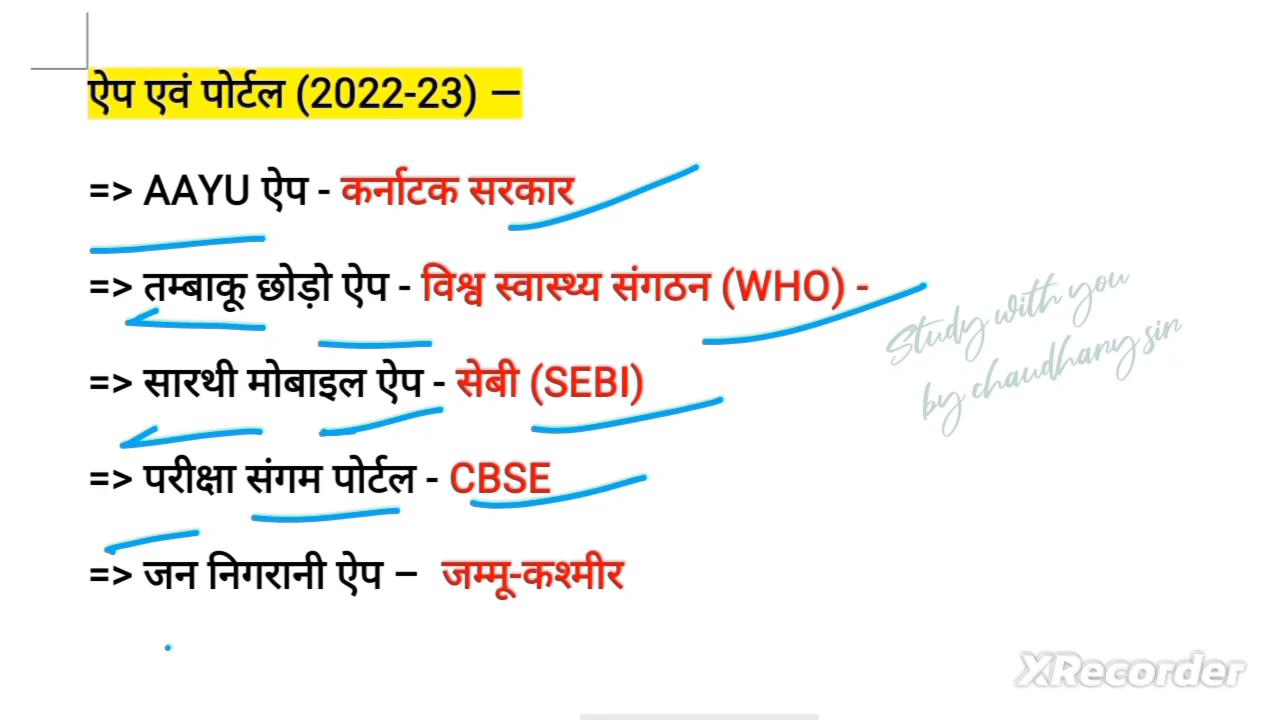 ऐप एवं पोर्टल (2022-23) —
=> AAYU ऐप - कर्नाटक सरकार
=> तम्बाकू छोड़ो ऐप - विश्व स्वास्थ्य संगठन (WHO) -
=> सारथी मोबाइल ऐप - सेबी (SEBI)
=> परीक्षा संगम पोर्टल - CBSE
=> जन निगरानी ऐप – जम्मू-कश्मीर
Study with you
by chaudhary sir
XRecorder